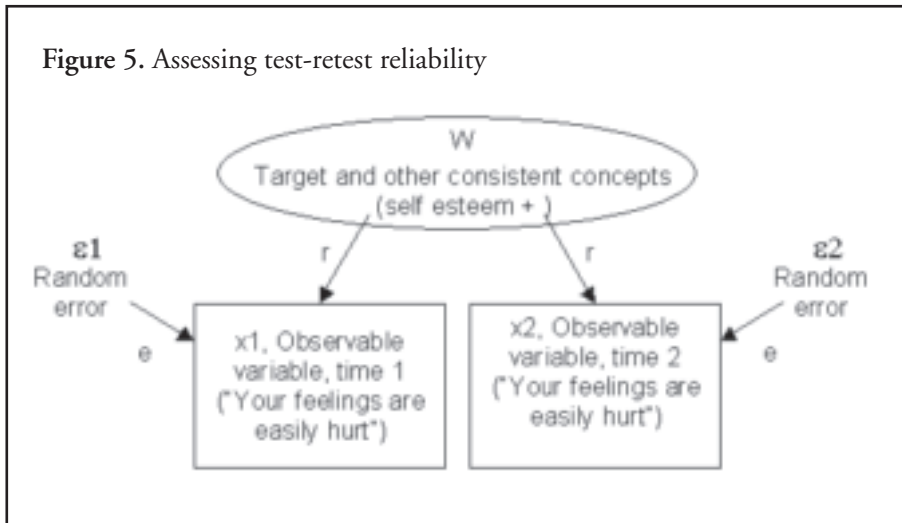 Figure 5. Assessing test-retest reliability
W
Target and other consistent concepts
(self esteem + )
r
r
ε1
Random
error
e
ε2
Random
error
e
x1, Observable
variable, time 1
("Your feelings are
easily hurt")
x2, Observable
variable, time 2
("Your feelings are
easily hurt")